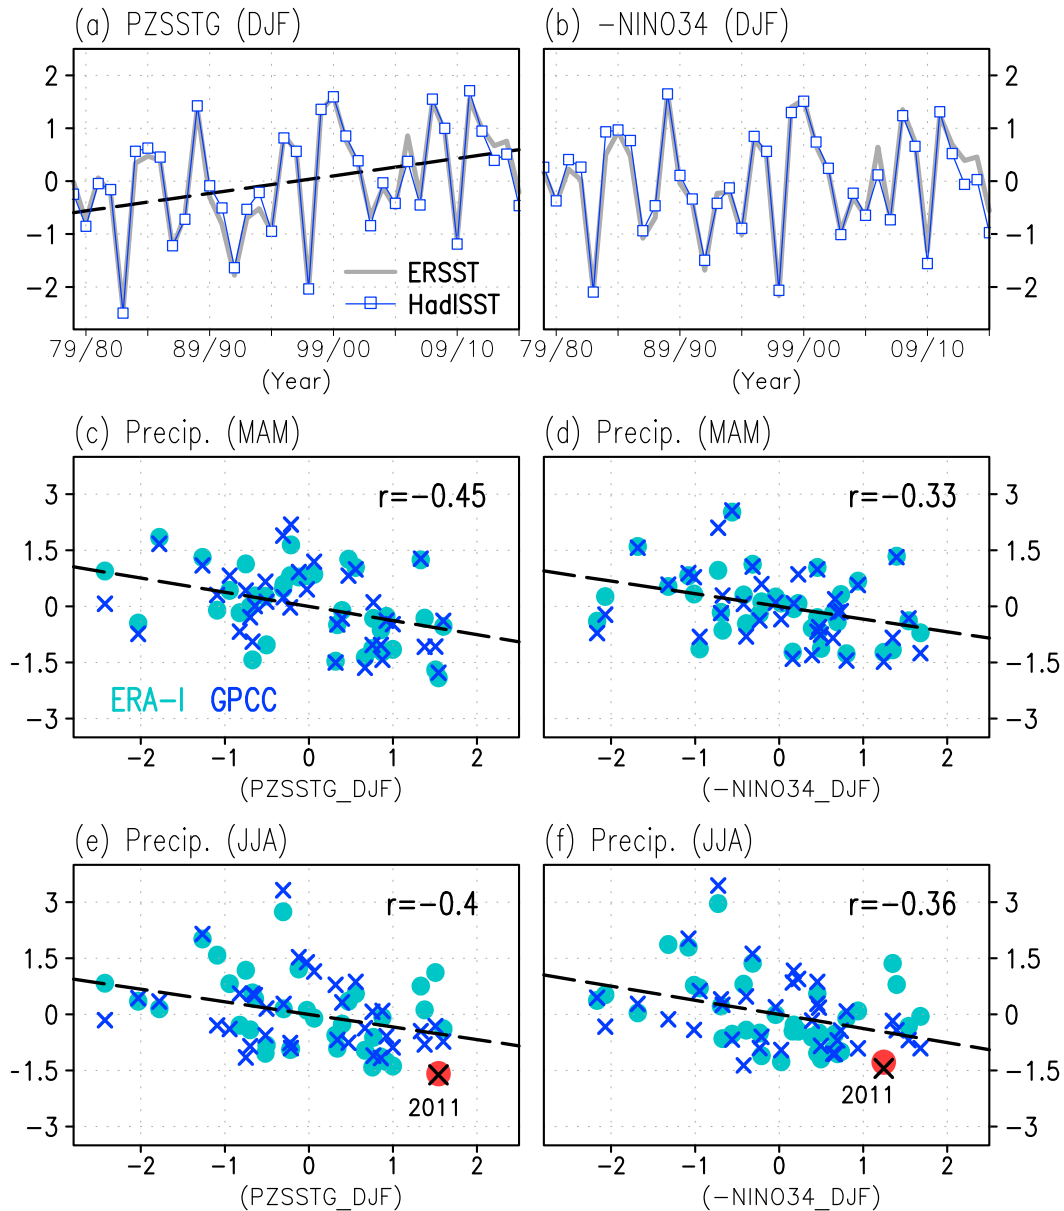 (a) PZSSTG (DJF)
(b) -NINO34 (DJF)
2
1
0
-1
-2
ERSST
HadISST
2
1
0
-1
-2
79/80 89/90 99/00 09/10
(Year)
79/80 89/90 99/00 09/10
(Year)
(c) Precip. (MAM)
(d) Precip. (MAM)
3
1.5
0
-1.5
-3
r=-0.45
ERA-I GPCC
r=-0.33
3
1.5
0
-1.5
-3
-2 -1 0 1 2
(PZSSTG_DJF)
-2 -1 0 1 2
(-NINO34_DJF)
(e) Precip. (JJA)
(f) Precip. (JJA)
3
1.5
0
-1.5
-3
r=-0.4
2011
r=-0.36
2011
3
1.5
0
-1.5
-3
-2 -1 0 1 2
(PZSSTG_DJF)
-2 -1 0 1 2
(-NINO34_DJF)